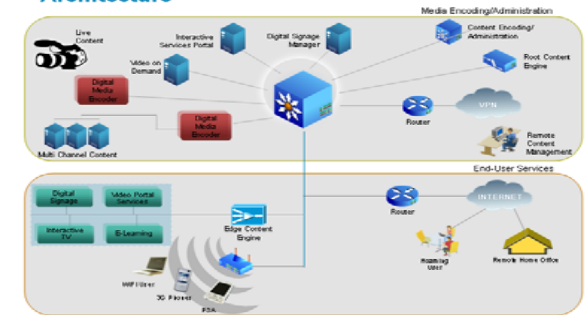 Architecture
Media Encoding/Administration
Live
Content
Interactive
Services Portal
Digital Signage
Manager
Content Encoding/
Administration
Video on
Demand
Root Content
Engine
Digital
Media
Encoder
Digital
Media
Encoder
Router
VPN
Multi Channel Content
Remote
Content
Management
End-User Services
Digital
Signage
Video Portal
Services
Interactive
TV
E-Learning
Edge Content
Engine
Router
INTERNET
WiFi User
3G Phones
PDA
Roaming
User
Remote Home Office